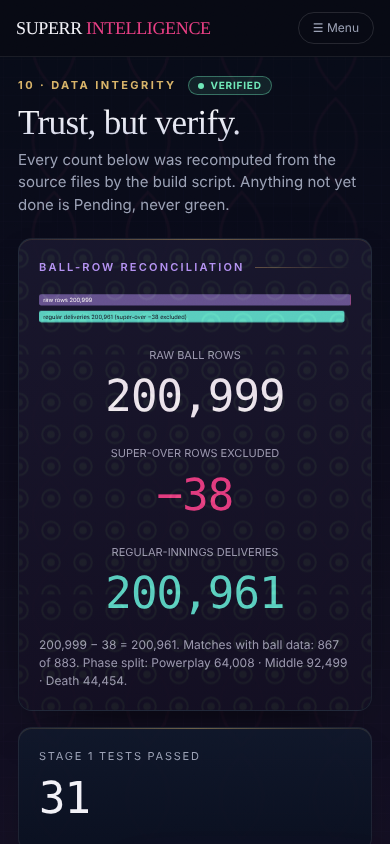 SUPERR INTELLIGENCE
☰ Menu
10 · DATA INTEGRITY
VERIFIED
Trust, but verify.
Every count below was recomputed from the
source files by the build script. Anything not yet
done is Pending, never green.
BALL-ROW RECONCILIATION
raw rows 200,999
regular deliveries 200,961 (super-over −38 excluded)
RAW BALL ROWS
200,999
SUPER-OVER ROWS EXCLUDED
−38
REGULAR-INNINGS DELIVERIES
200,961
200,999 − 38 = 200,961. Matches with ball data: 867
of 883. Phase split: Powerplay 64,008 · Middle 92,499
· Death 44,454.
STAGE 1 TESTS PASSED
31